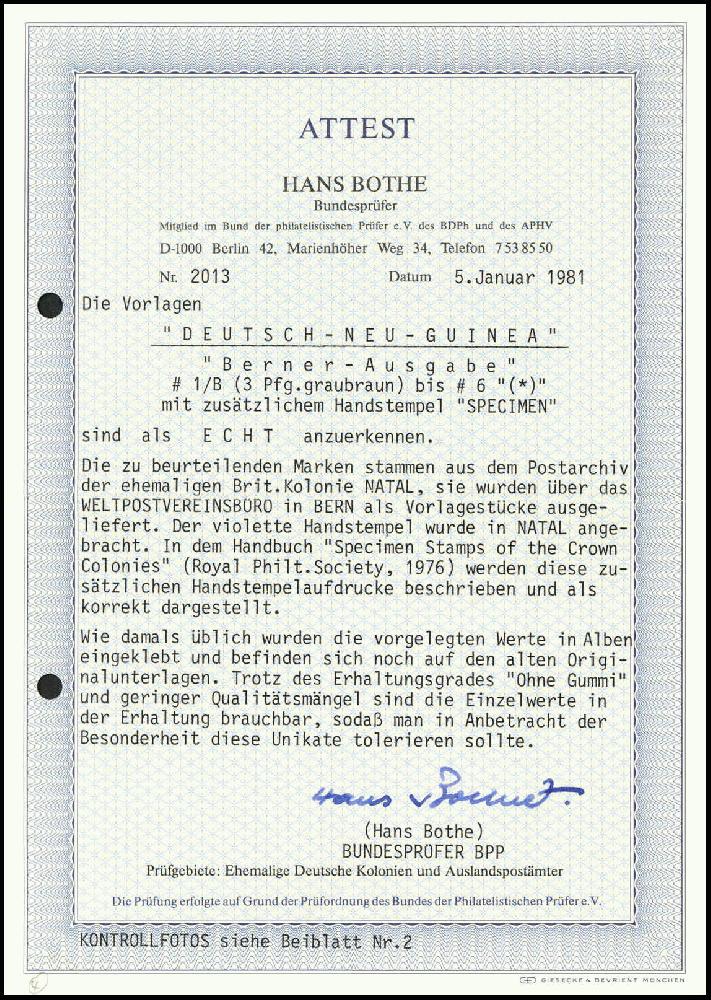 ATTEST
HANS BOTHE
Bundesprüfer
Mitglied im Bund der philatelistischen Prüfer e.V. des BDPh und des APHV
D-1000 Berlin 42, Marienhöher Weg 34, Telefon 7538550
Nr. 2013 Datum 5.Januar 1981
Die Vorlagen
"DEUTSCH-NEU-GUINEA"
"Berner-Ausgabe"
# 1/B (3 Pfg.graubraun) bis # 6 "(*)"
mit zusätzlichem Handstempel "SPECIMEN"
sind als ECHT anzuerkennen.
Die zu beurteilenden Marken stammen aus dem Postarchiv
der ehemaligen Brit.Kolonie NATAL, sie wurden über das
WELTPOSTVEREINSBÜRO in BERN als Vorlagestücke ausge-
liefert. Der violette Handstempel wurde in NATAL ange-
bracht. In dem Handbuch "Specimen Stamps of the Crown
Colonies" (Royal Philt.Society, 1976) werden diese zu-
sätzlichen Handstempelaufdrucke beschrieben und als
korrekt dargestellt.
Wie damals üblich wurden die vorgelegten Werte in Alben
eingeklebt und befinden sich noch auf den alten Origi-
nalunterlagen. Trotz des Erhaltungsgrades "Ohne Gummi"
und geringer Qualitätsmängel sind die Einzelwerte in
der Erhaltung brauchbar, sodaß man in Anbetracht der
Besonderheit diese Unikate tolerieren sollte.
(Hans Bothe)
BUNDESPRÜFER BPP
Prüfgebiete: Ehemalige Deutsche Kolonien und Auslandspostämter
Die Prüfung erfolgte auf Grund der Prüfordnung des Bundes der Philatelistischen Prüfer e.V.
KONTROLLFOTOS siehe Beiblatt Nr.2
GIESECKE & DEVRIENT MÜNCHEN